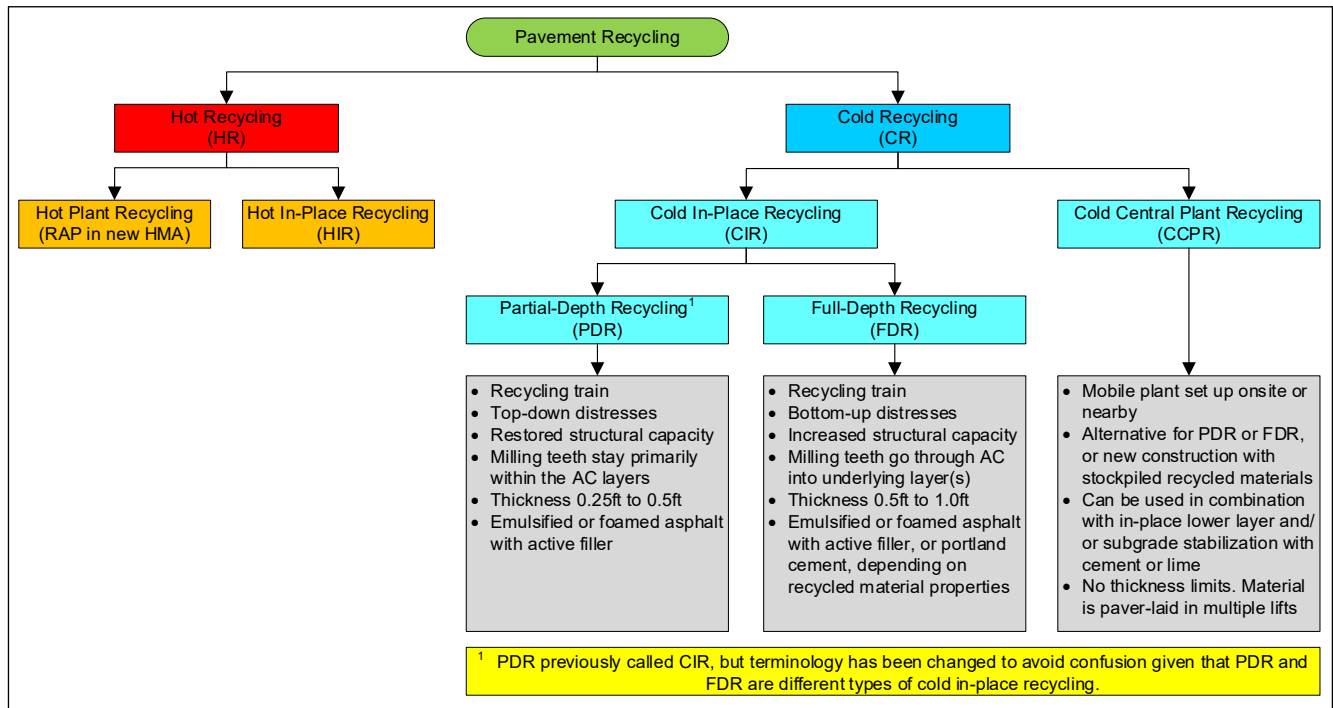 Pavement Recycling
Hot Recycling
(HR)
Cold Recycling
(CR)
Hot Plant Recycling
(RAP in new HMA)
Hot In-Place Recycling
(HIR)
Cold In-Place Recycling
(CIR)
Cold Central Plant Recycling
(CCPR)
Partial-Depth Recycling¹
(PDR)
Full-Depth Recycling
(FDR)
• Recycling train
• Top-down distresses
• Restored structural capacity
• Milling teeth stay primarily
within the AC layers
• Thickness 0.25ft to 0.5ft
• Emulsified or foamed asphalt
with active filler
• Recycling train
• Bottom-up distresses
• Increased structural capacity
• Milling teeth go through AC
into underlying layer(s)
• Thickness 0.5ft to 1.0ft
• Emulsified or foamed asphalt
with active filler, or portland
cement, depending on
recycled material properties
• Mobile plant set up onsite or
nearby
• Alternative for PDR or FDR,
or new construction with
stockpiled recycled materials
• Can be used in combination
with in-place lower layer and/
or subgrade stabilization with
cement or lime
• No thickness limits. Material
is paver-laid in multiple lifts
¹ PDR previously called CIR, but terminology has been changed to avoid confusion given that PDR and
FDR are different types of cold in-place recycling.